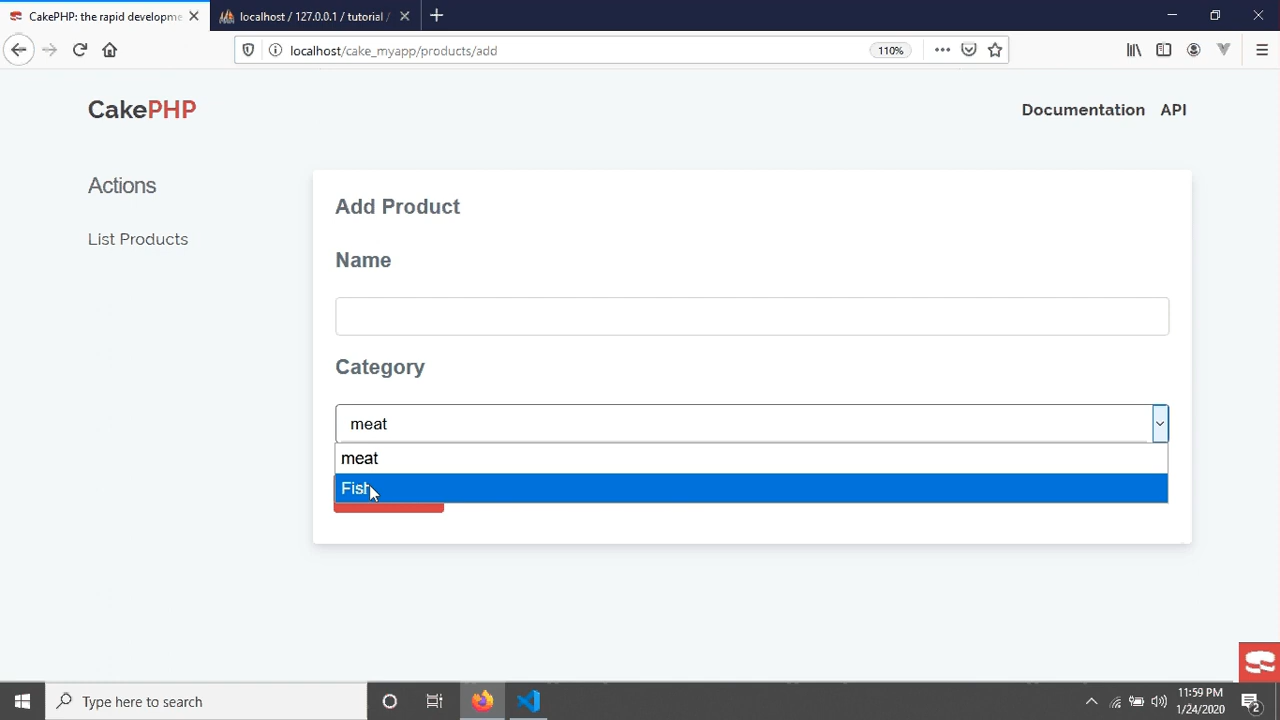 CakePHP: the rapid developme
localhost / 127.0.0.1 / tutorial /
localhost/cake_myapp/products/add
110%
CakePHP
Documentation API
Actions
List Products
Add Product
Name
Category
meat
meat
Fish
Type here to search
11:59 PM
1/24/2020
2